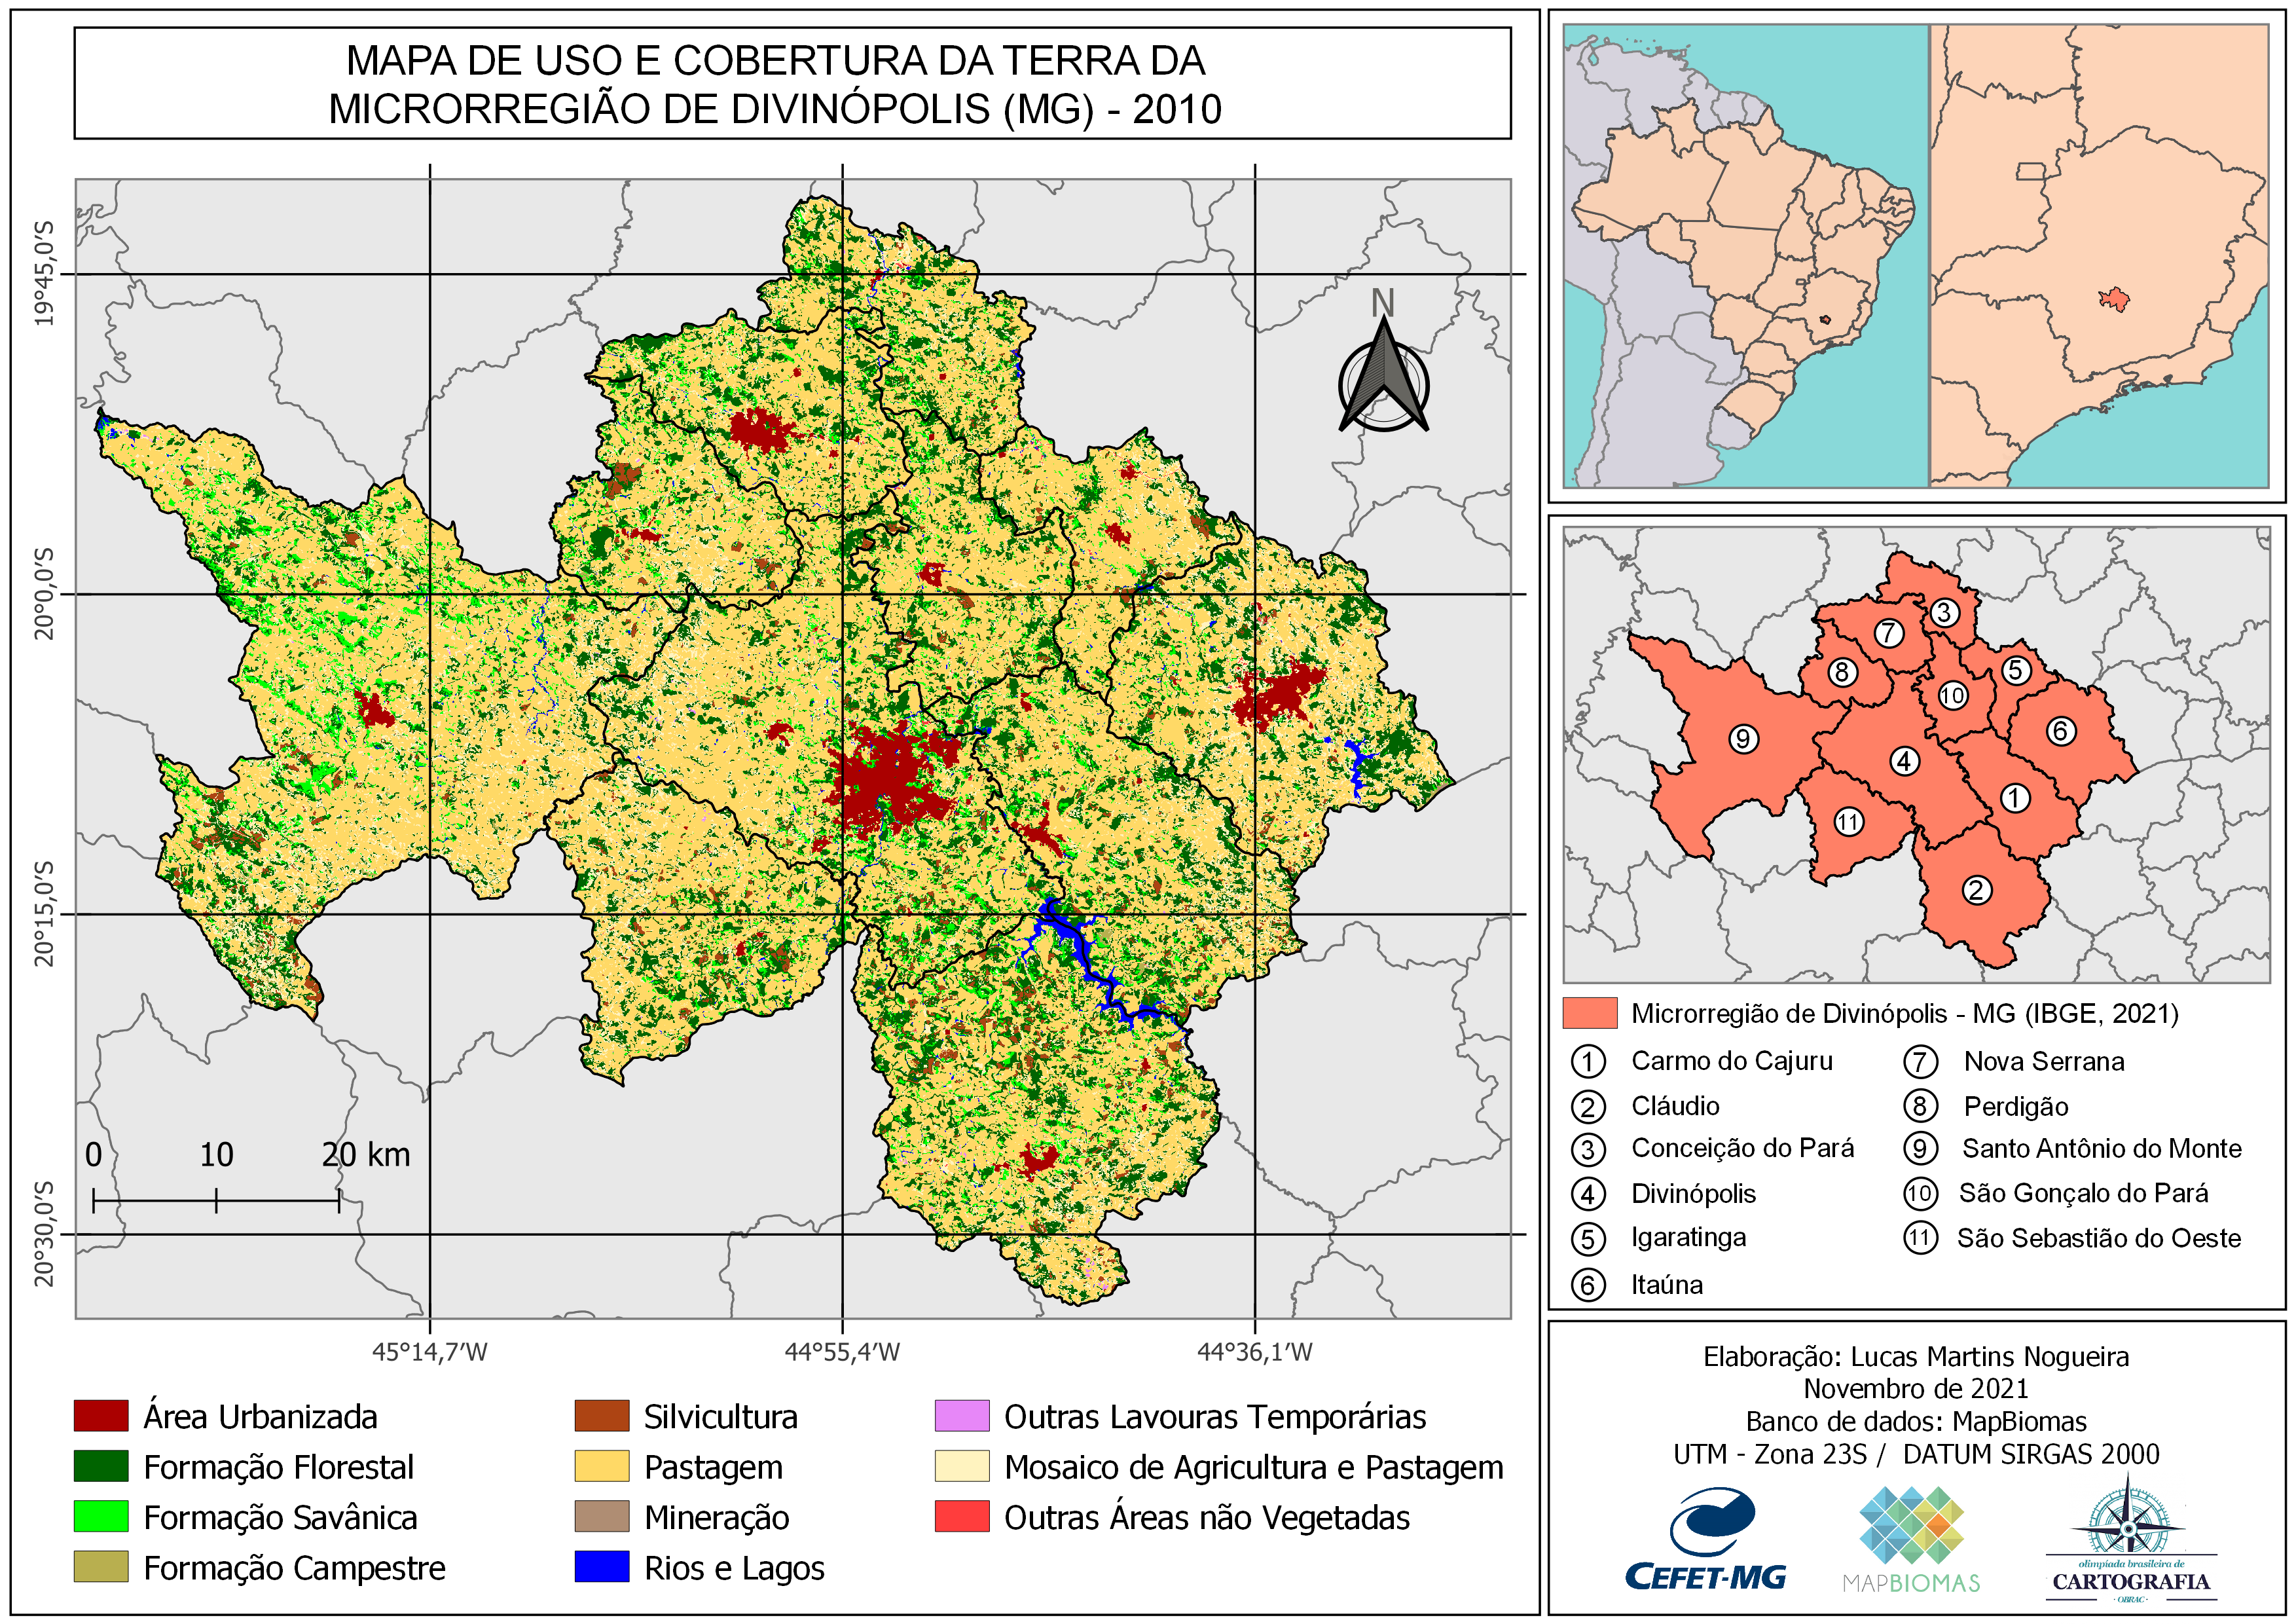 MAPA DE USO E COBERTURA DA TERRA DA
MICRORREGIÃO DE DIVINÓPOLIS (MG) - 2010
N
19°45,0'S
20°0,0'S
20°15,0'S
20°30,0'S
0 10 20 km
45°14,7'W 44°55,4'W 44°36,1'W
Área Urbanizada
Formação Florestal
Formação Savânica
Formação Campestre
Silvicultura
Pastagem
Mineração
Rios e Lagos
Outras Lavouras Temporárias
Mosaico de Agricultura e Pastagem
Outras Áreas não Vegetadas
3
7
5
8
10
6
9
4
1
11
2
Microrregião de Divinópolis - MG (IBGE, 2021)
1 Carmo do Cajuru
2 Cláudio
3 Conceição do Pará
4 Divinópolis
5 Igaratinga
6 Itaúna
7 Nova Serrana
8 Perdigão
9 Santo Antônio do Monte
10 São Gonçalo do Pará
11 São Sebastião do Oeste
Elaboração: Lucas Martins Nogueira
Novembro de 2021
Banco de dados: MapBiomas
UTM - Zona 23S / DATUM SIRGAS 2000
CEFET-MG
MAPBIOMAS
olimpíada brasileira de
CARTOGRAFIA
· OBRAC ·